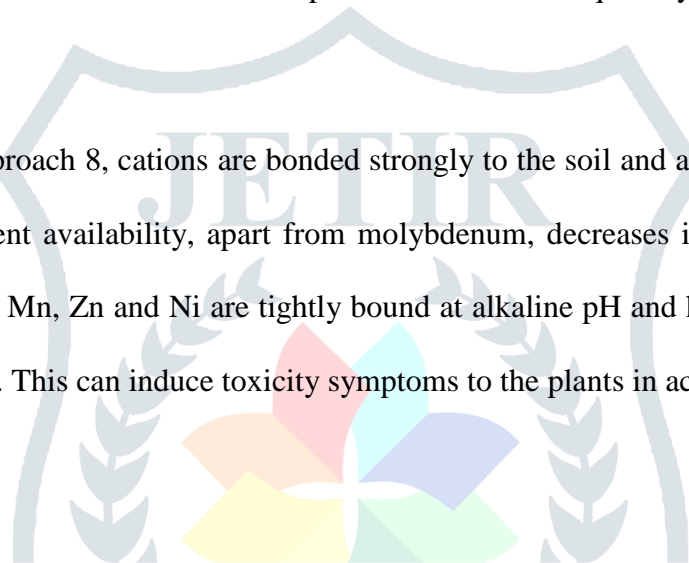 JETIR
roach 8, cations are bonded strongly to the soil and a
ent availability, apart from molybdenum, decreases i
Mn, Zn and Ni are tightly bound at alkaline pH and
. This can induce toxicity symptoms to the plants in ac